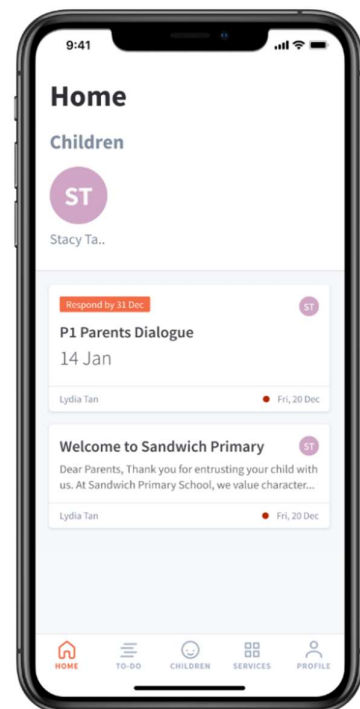 9:41
Home
Children
ST
Stacy Ta..
Respond by 31 Dec
ST
P1 Parents Dialogue
14 Jan
Lydia Tan
Fri, 20 Dec
Welcome to Sandwich Primary
ST
Dear Parents, Thank you for entrusting your child with
us. At Sandwich Primary School, we value character...
Lydia Tan
Fri, 20 Dec
HOME
TO-DO
CHILDREN
SERVICES
PROFILE